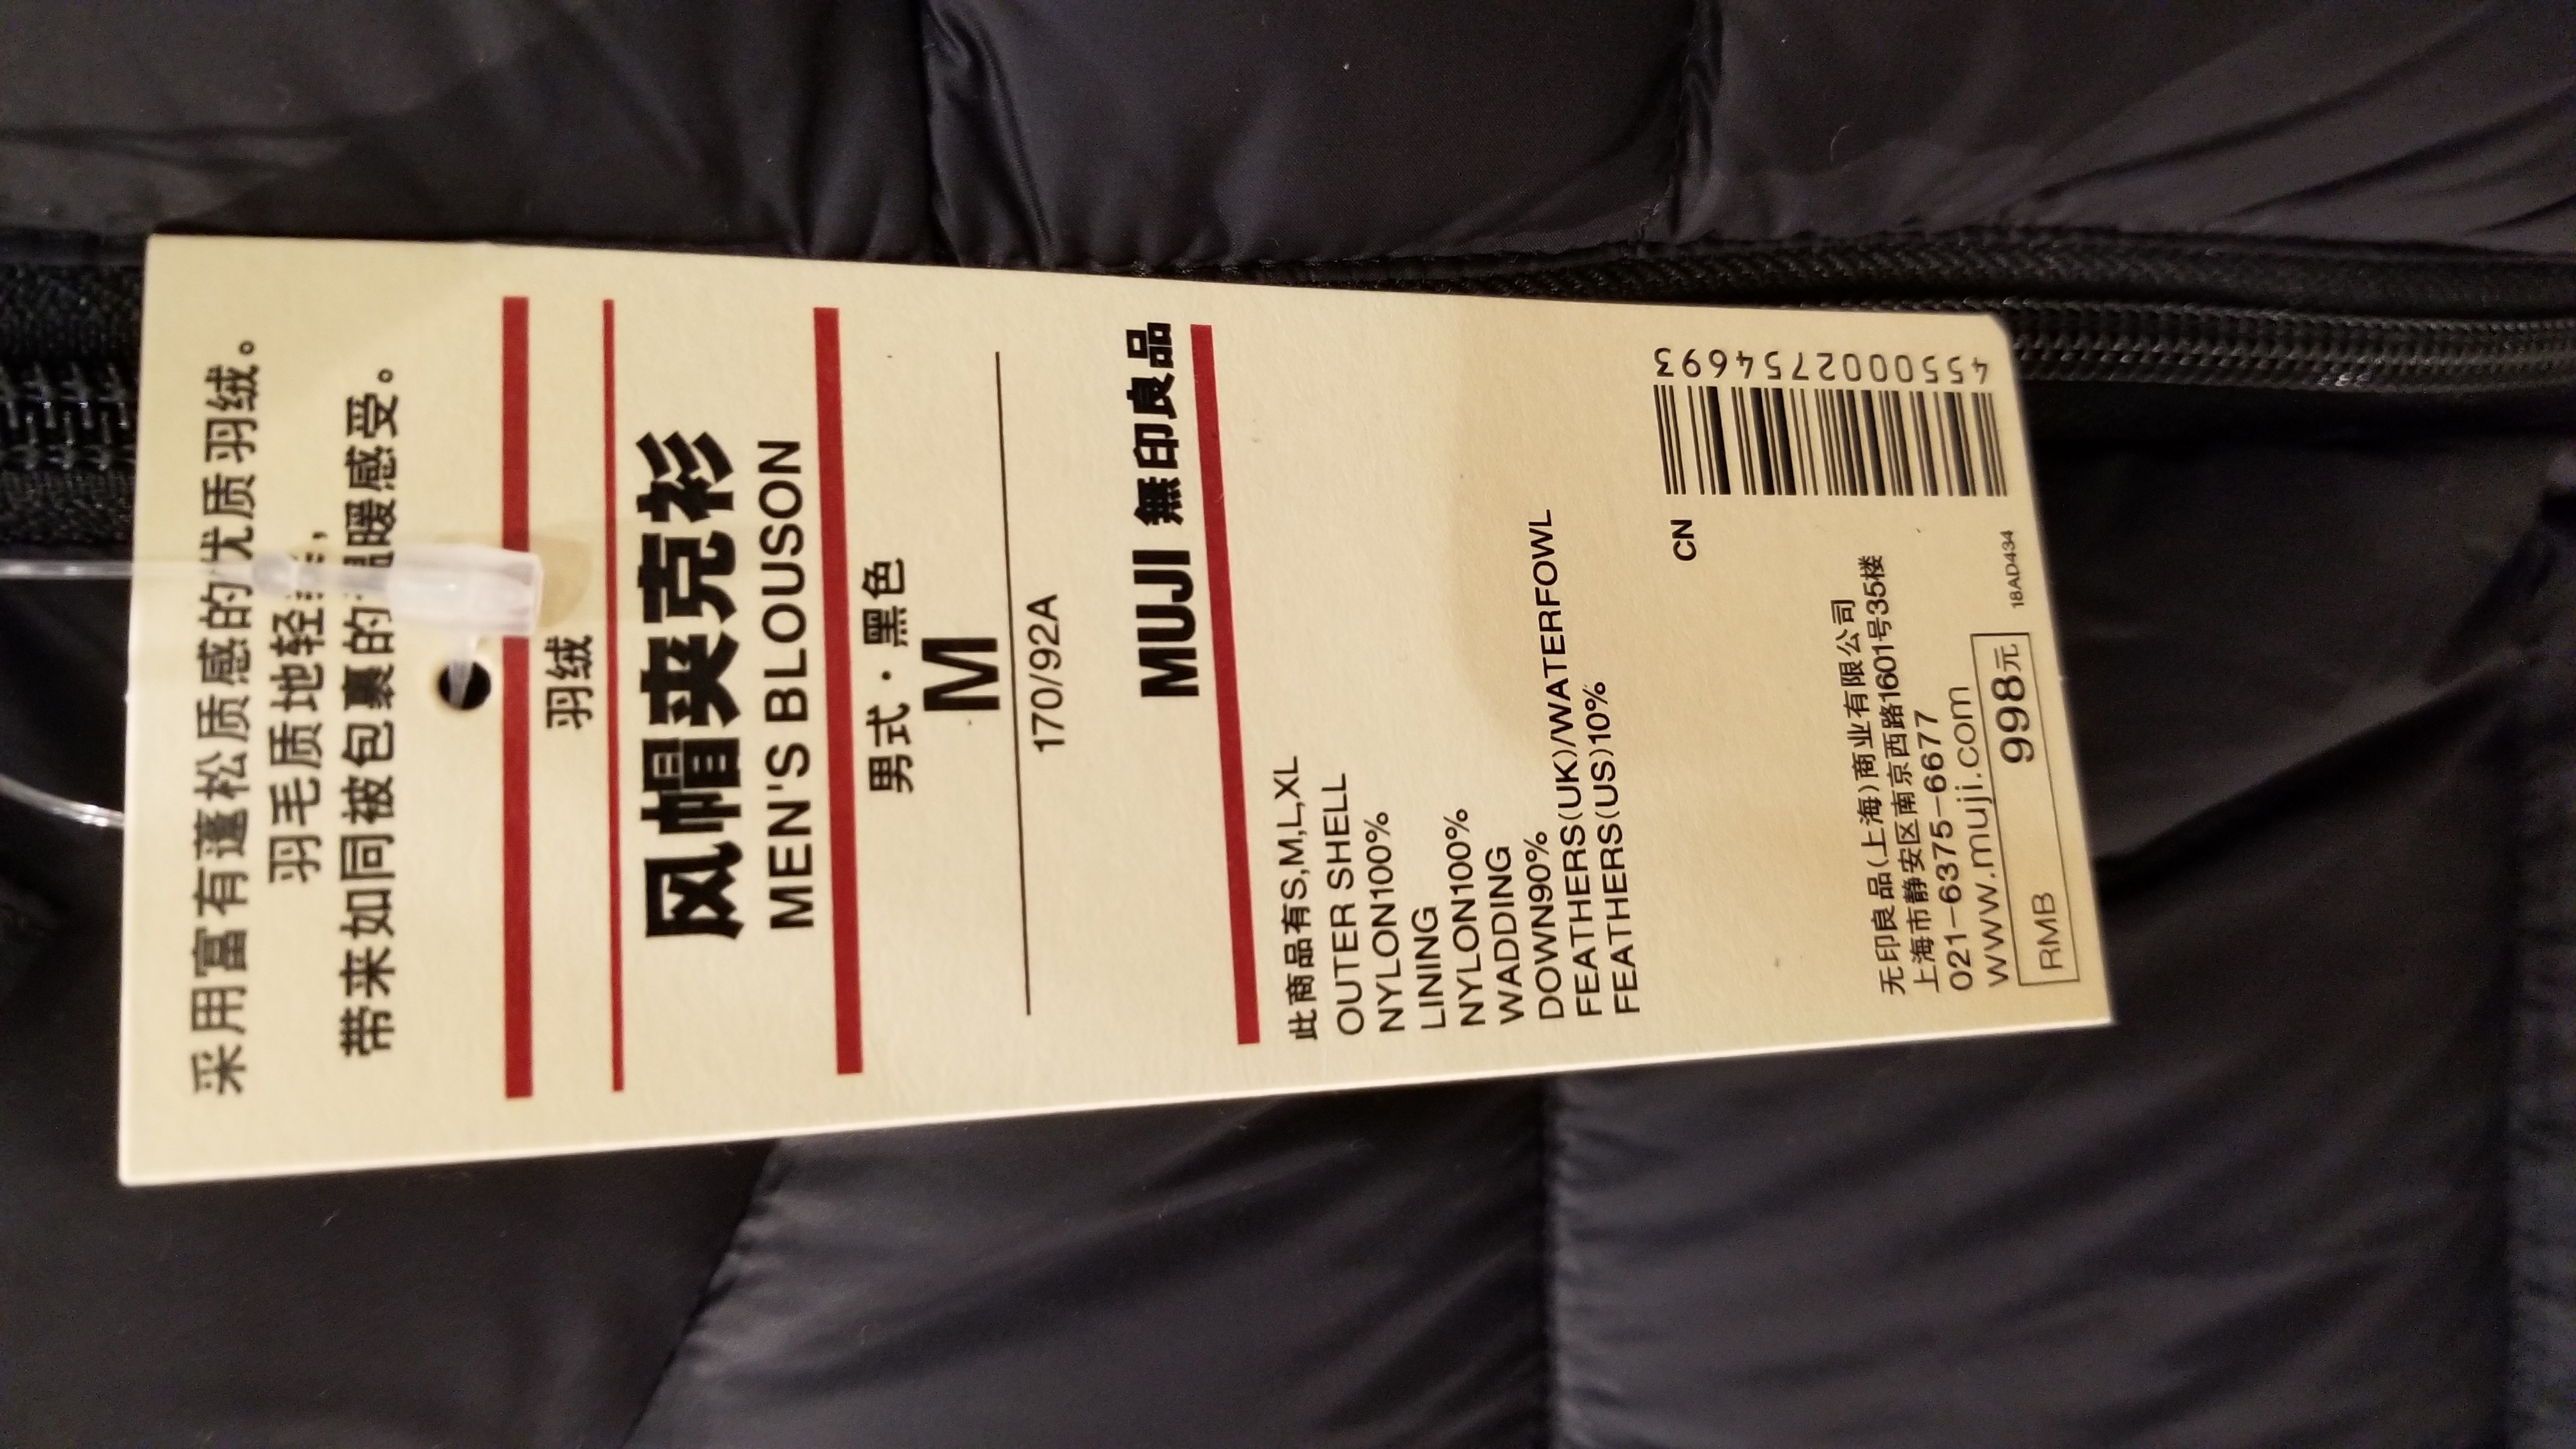 采用富有蓬松质感的优质羽绒。
羽毛质地轻
带来如同被包裹的 暖感受。
羽绒
风帽夹克衫
MEN'S BLOUSON
男式・黑色
M
170/92A
MUJI 無印良品
此商品有S,M,L,XL
OUTER SHELL
NYLON100%
LINING
NYLON100%
WADDING
DOWN90%
FEATHERS(UK)/WATERFOWL
FEATHERS(US)10%
CN
4550002754693
无印良品(上海)商业有限公司
上海市静安区南京西路1601号35楼
021-6375-6677
www.muji.com
RMB 998元
18AD434